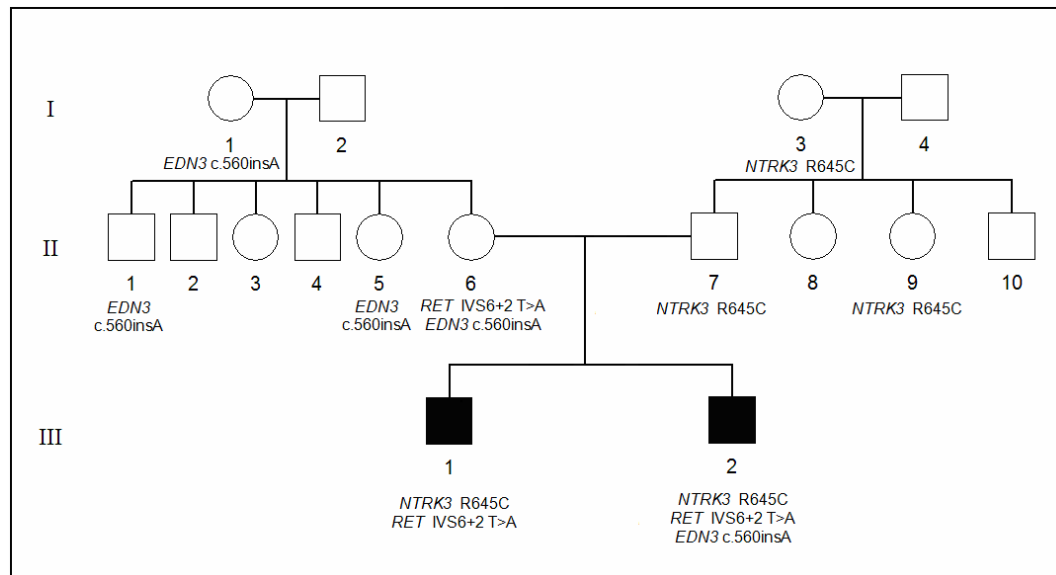 I
1
2
3
4
EDN3 c.560insA
NTRK3 R645C
II
1
2
3
4
5
6
7
8
9
10
EDN3
c.560insA
EDN3
c.560insA
RET IVS6+2 T>A
EDN3 c.560insA
NTRK3 R645C
NTRK3 R645C
III
1
2
NTRK3 R645C
RET IVS6+2 T>A
NTRK3 R645C
RET IVS6+2 T>A
EDN3 c.560insA